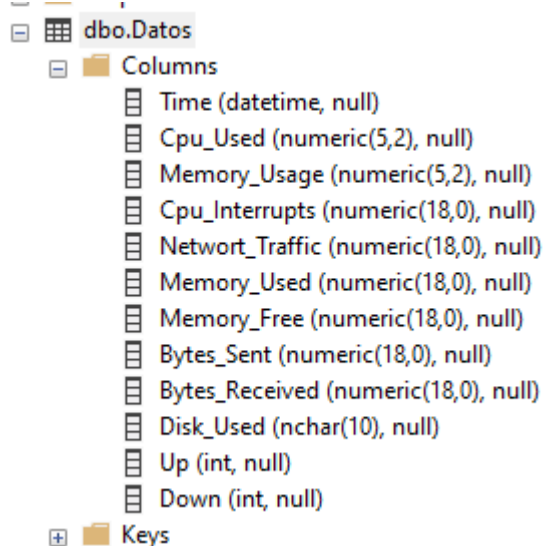 dbo.Datos
Columns
Time (datetime, null)
Cpu_Used (numeric(5,2), null)
Memory_Usage (numeric(5,2), null)
Cpu_Interrupts (numeric(18,0), null)
Networt_Traffic (numeric(18,0), null)
Memory_Used (numeric(18,0), null)
Memory_Free (numeric(18,0), null)
Bytes_Sent (numeric(18,0), null)
Bytes_Received (numeric(18,0), null)
Disk_Used (nchar(10), null)
Up (int, null)
Down (int, null)
Keys